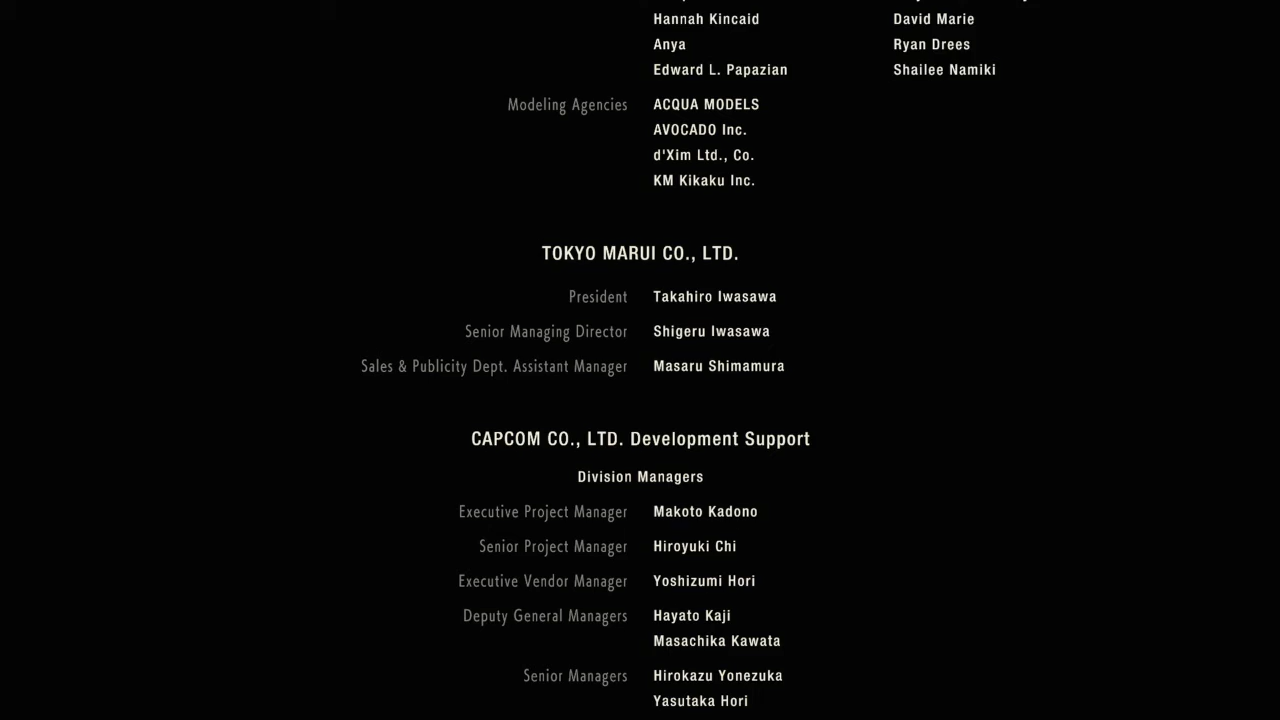 Hannah Kincaid David Marie
Anya Ryan Drees
Edward L. Papazian Shailee Namiki
Modeling Agencies ACQUA MODELS
AVOCADO Inc.
d'Xim Ltd., Co.
KM Kikaku Inc.
TOKYO MARUI CO., LTD.
President Takahiro Iwasawa
Senior Managing Director Shigeru Iwasawa
Sales & Publicity Dept. Assistant Manager Masaru Shimamura
CAPCOM CO., LTD. Development Support
Division Managers
Executive Project Manager Makoto Kadono
Senior Project Manager Hiroyuki Chi
Executive Vendor Manager Yoshizumi Hori
Deputy General Managers Hayato Kaji
Masachika Kawata
Senior Managers Hirokazu Yonezuka
Yasutaka Hori